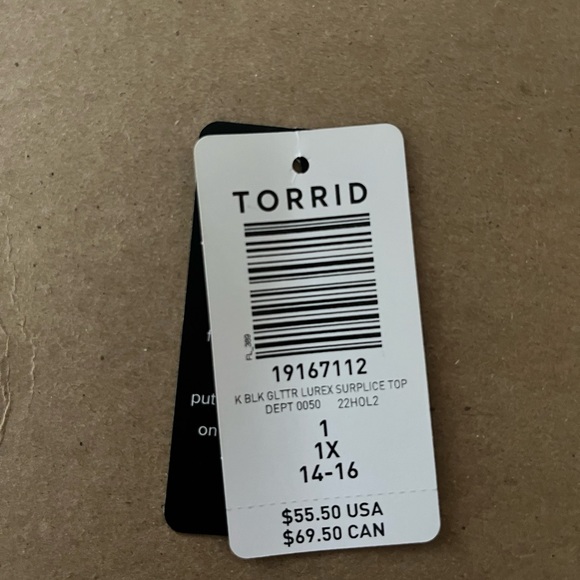 TORRID
FL_369
19167112
K BLK GLTTR LUREX SURPLICE TOP
DEPT 0050 22HOL2
1
1X
14-16
$55.50 USA
$69.50 CAN
put
on